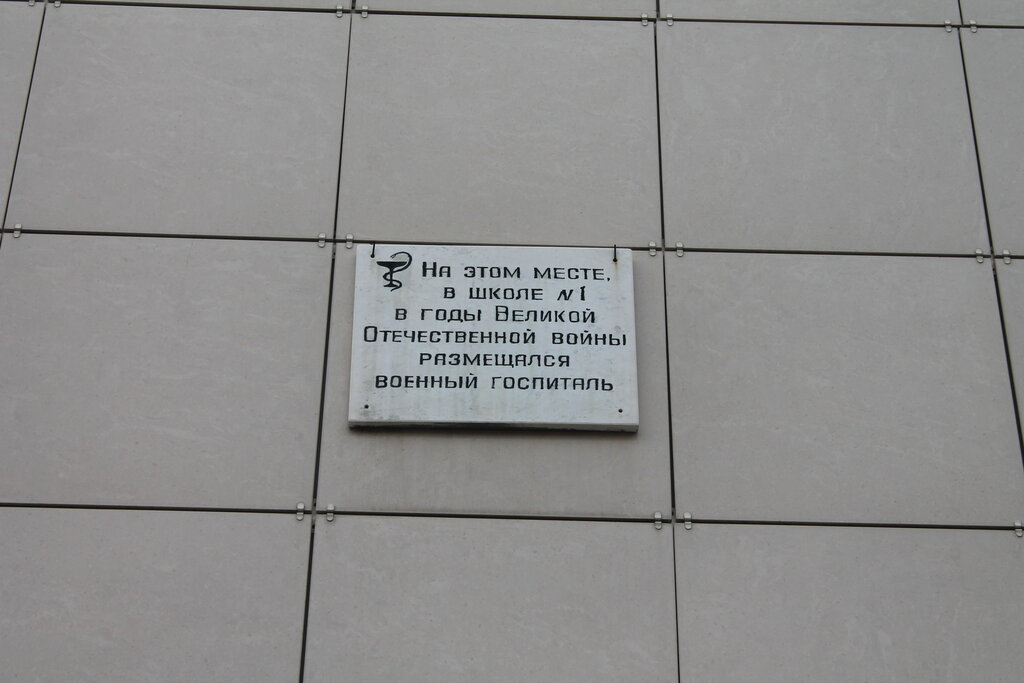 На этом месте,
в школе №1
в годы Великой
Отечественной войны
размещался
военный госпиталь